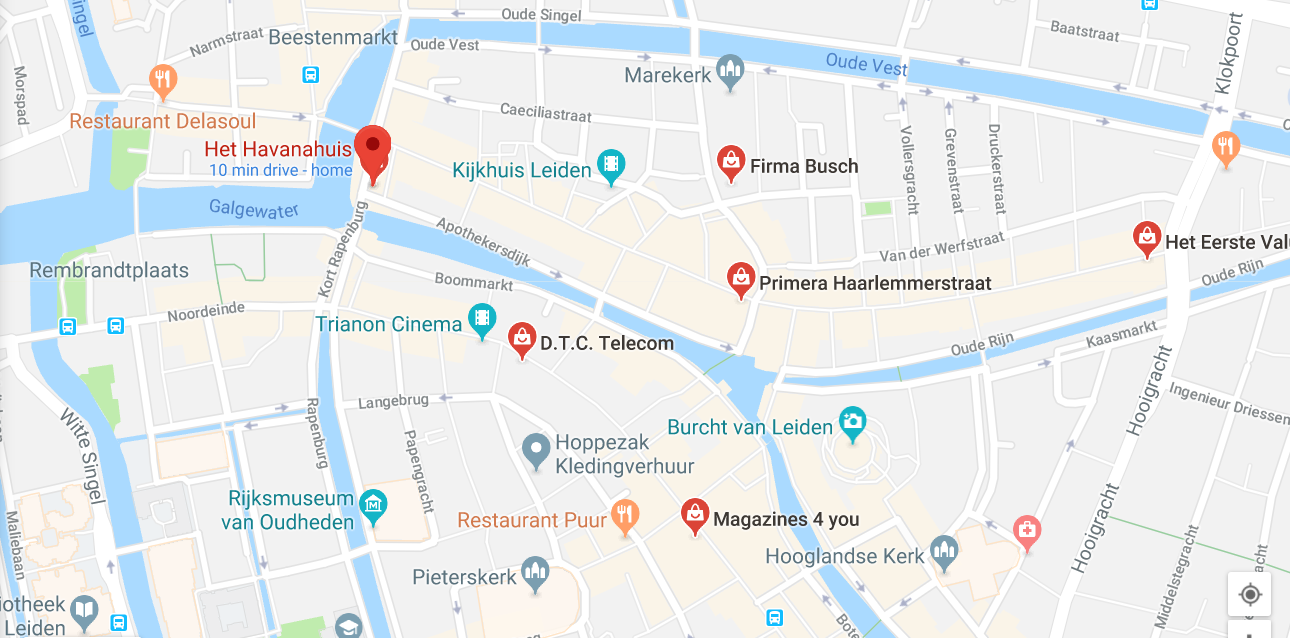 Singel
Oude Singel
Baatstraat
Narmstraat
Beestenmarkt
Oude Vest
Klokpoort
Morspad
Marekerk
Oude Vest
Restaurant Delasoul
Caeciliastraat
Vollersgracht
Grevenstraat
Druckerstraat
Het Havanahuis
10 min drive - home
Kijkhuis Leiden
Firma Busch
Galgewater
Kort Rapenburg
Apothekersdijk
Van der Werfstraat
Het Eerste Valu
Rembrandtplaats
Boommarkt
Primera Haarlemmerstraat
Oude Rijn
Noordeinde
Trianon Cinema
D.T.C. Telecom
Oude Rijn
Kaasmarkt
Witte Singel
Rapenburg
Langebrug
Papengracht
Hooigracht
Ingenieur Driessen
Burcht van Leiden
Hoppezak
Kledingverhuur
Rijksmuseum
van Oudheden
Restaurant Puur
Magazines 4 you
Hooigracht
Maliebaan
Hooglandse Kerk
Pieterskerk
Middelstegracht
iotheek
Leiden
Bote